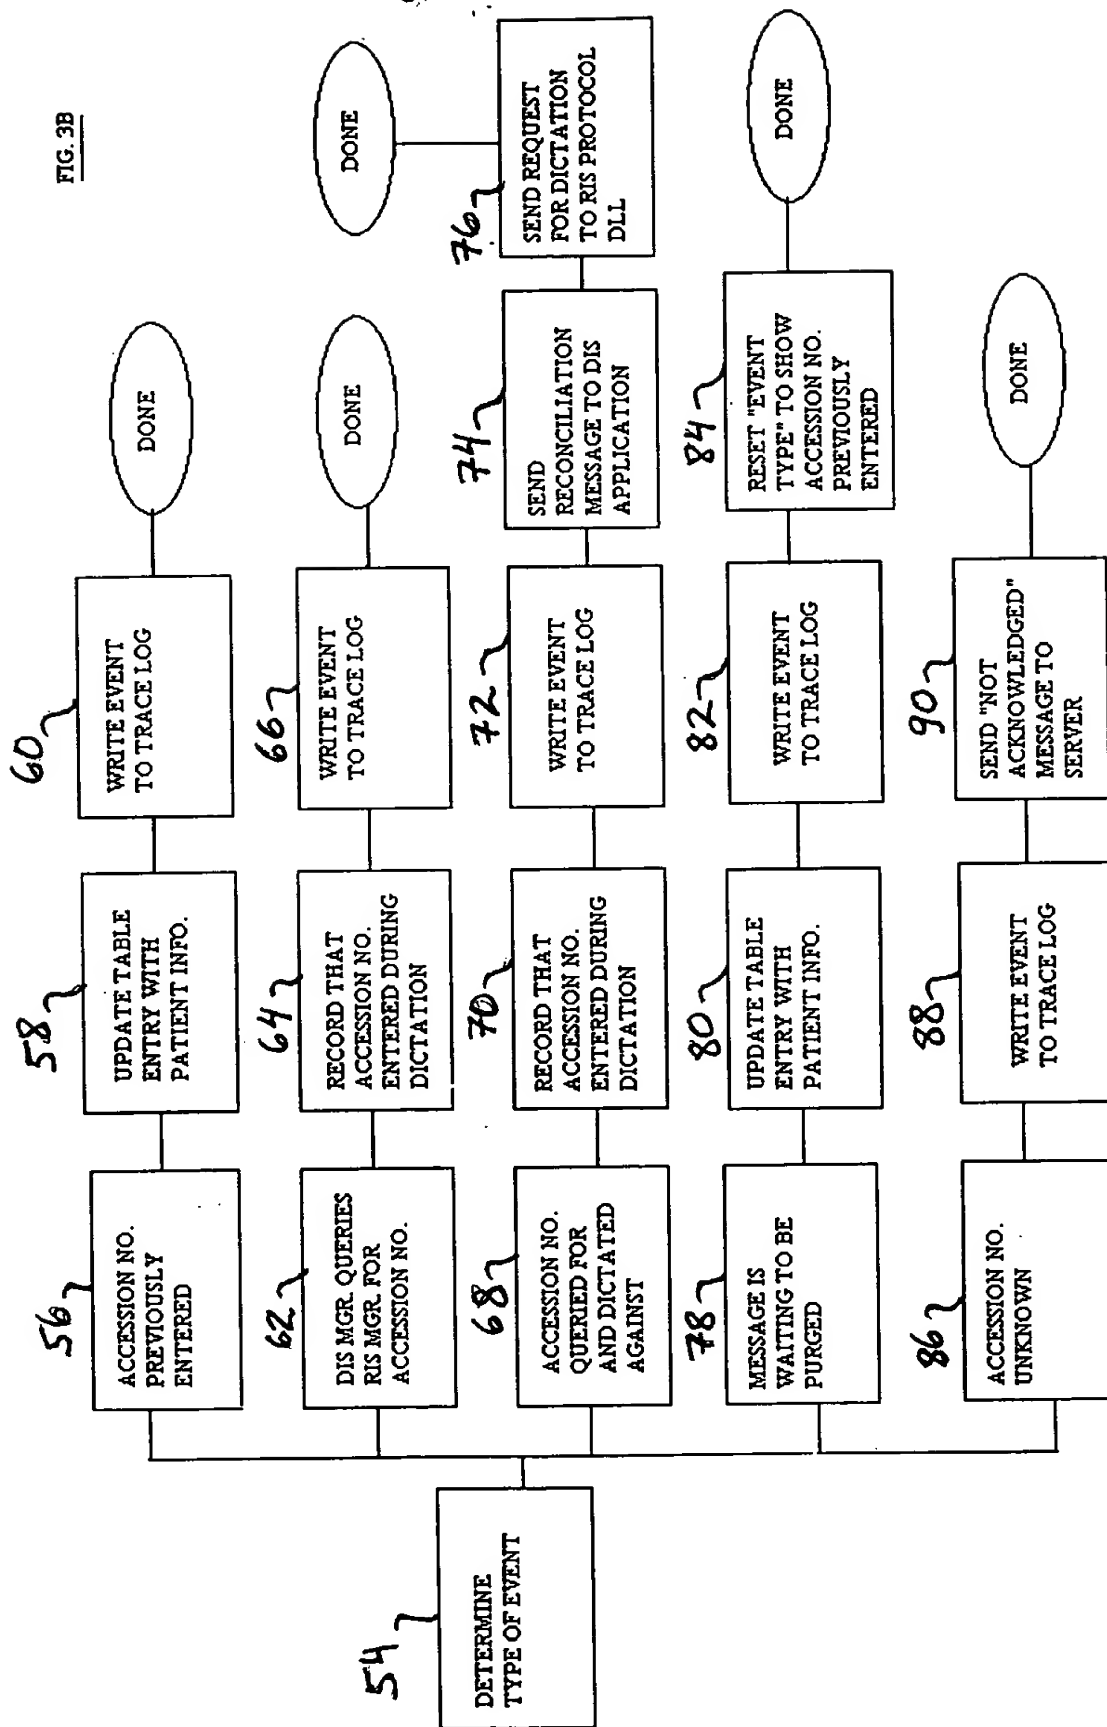 FIG. 3B
54
DETERMINE
TYPE OF EVENT
56
ACCESSION NO.
PREVIOUSLY
ENTERED
58
UPDATE TABLE
ENTRY WITH
PATIENT INFO.
60
WRITE EVENT
TO TRACE LOG
DONE
62
DIS MGR. QUERIES
RIS MGR. FOR
ACCESSION NO.
64
RECORD THAT
ACCESSION NO.
ENTERED DURING
DICTATION
66
WRITE EVENT
TO TRACE LOG
DONE
68
ACCESSION NO.
QUERIED FOR
AND DICTATED
AGAINST
70
RECORD THAT
ACCESSION NO.
ENTERED DURING
DICTATION
72
WRITE EVENT
TO TRACE LOG
74
SEND
RECONCILIATION
MESSAGE TO DIS
APPLICATION
76
SEND REQUEST
FOR DICTATION
TO RIS PROTOCOL
DLL
DONE
78
MESSAGE IS
WAITING TO BE
PURGED
80
UPDATE TABLE
ENTRY WITH
PATIENT INFO.
82
WRITE EVENT
TO TRACE LOG
84
RESET "EVENT
TYPE" TO SHOW
ACCESSION NO.
PREVIOUSLY
ENTERED
DONE
86
ACCESSION NO.
UNKNOWN
88
WRITE EVENT
TO TRACE LOG
90
SEND "NOT
ACKNOWLEDGED"
MESSAGE TO
SERVER
DONE